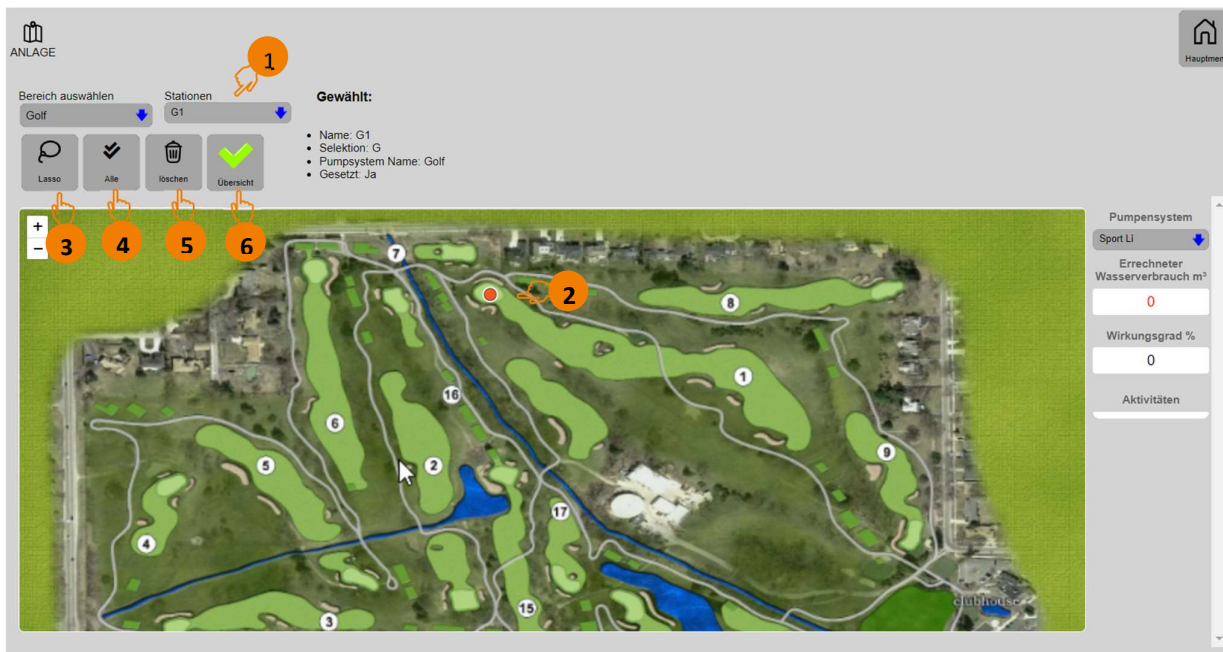 ANLAGE
1
Hauptmen
Bereich auswählen
Stationen
Gewählt:
Golf
G1
Name: G1
Selektion: G
Pumpsystem Name: Golf
Gesetzt: Ja
Lasso
Alle
löschen
Übersicht
3
4
5
6
+
−
7
2
8
1
16
6
5
2
9
4
17
15
3
clubhouse
Pumpensystem
Sport Li
Errechneter
Wasserverbrauch m³
0
Wirkungsgrad %
0
Aktivitäten